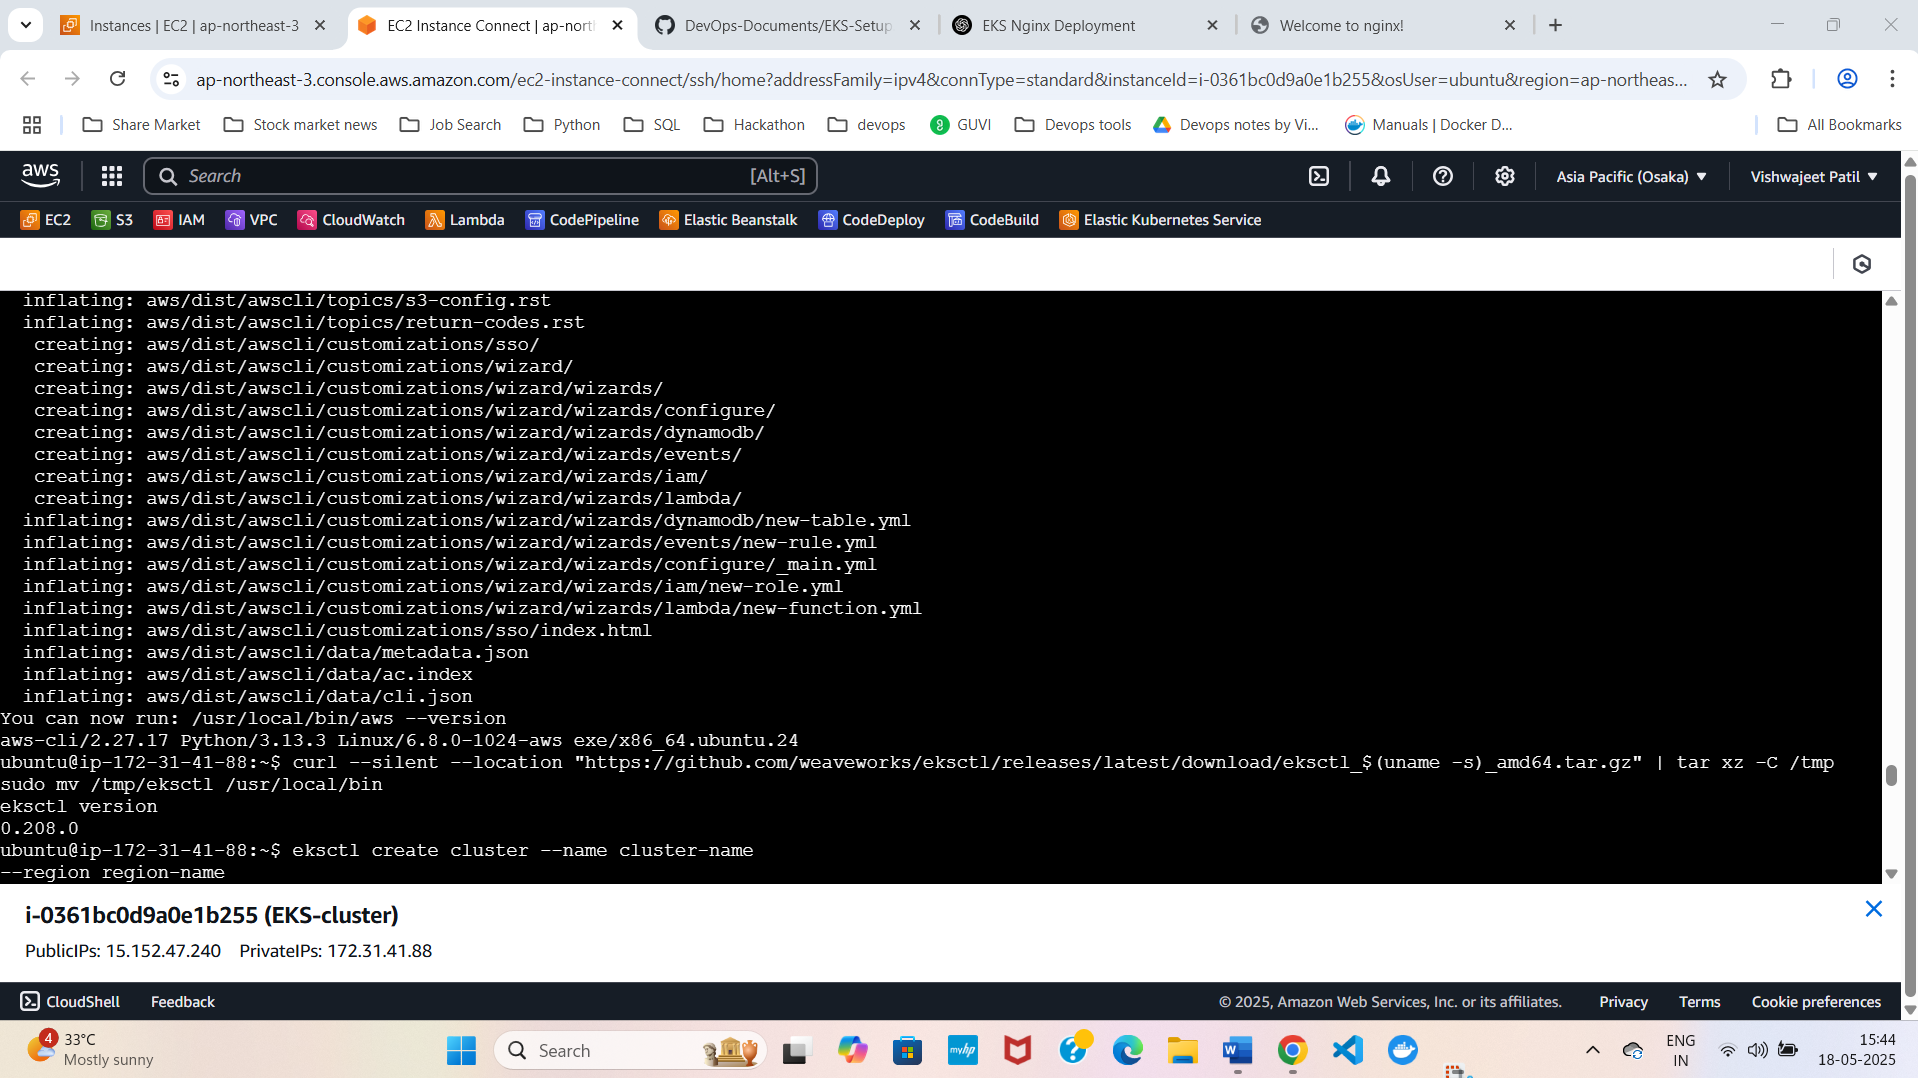 Instances | EC2 | ap-northeast-3
EC2 Instance Connect | ap-nort
DevOps-Documents/EKS-Setup
EKS Nginx Deployment
Welcome to nginx!
ap-northeast-3.console.aws.amazon.com/ec2-instance-connect/ssh/home?addressFamily=ipv4&connType=standard&instanceId=i-0361bc0d9a0e1b255&osUser=ubuntu&region=ap-northeas...
Share Market
Stock market news
Job Search
Python
SQL
Hackathon
devops
GUVI
Devops tools
Devops notes by Vi...
Manuals | Docker D...
All Bookmarks
aws
Search
[Alt+S]
Asia Pacific (Osaka)
Vishwajeet Patil
EC2
S3
IAM
VPC
CloudWatch
Lambda
CodePipeline
Elastic Beanstalk
CodeDeploy
CodeBuild
Elastic Kubernetes Service
inflating: aws/dist/awscli/topics/s3-config.rst
inflating: aws/dist/awscli/topics/return-codes.rst
creating: aws/dist/awscli/customizations/sso/
creating: aws/dist/awscli/customizations/wizard/
creating: aws/dist/awscli/customizations/wizard/wizards/
creating: aws/dist/awscli/customizations/wizard/wizards/configure/
creating: aws/dist/awscli/customizations/wizard/wizards/dynamodb/
creating: aws/dist/awscli/customizations/wizard/wizards/events/
creating: aws/dist/awscli/customizations/wizard/wizards/iam/
creating: aws/dist/awscli/customizations/wizard/wizards/lambda/
inflating: aws/dist/awscli/customizations/wizard/wizards/dynamodb/new-table.yml
inflating: aws/dist/awscli/customizations/wizard/wizards/events/new-rule.yml
inflating: aws/dist/awscli/customizations/wizard/wizards/configure/_main.yml
inflating: aws/dist/awscli/customizations/wizard/wizards/iam/new-role.yml
inflating: aws/dist/awscli/customizations/wizard/wizards/lambda/new-function.yml
inflating: aws/dist/awscli/customizations/sso/index.html
inflating: aws/dist/awscli/data/metadata.json
inflating: aws/dist/awscli/data/ac.index
inflating: aws/dist/awscli/data/cli.json
You can now run: /usr/local/bin/aws --version
aws-cli/2.27.17 Python/3.13.3 Linux/6.8.0-1024-aws exe/x86_64.ubuntu.24
ubuntu@ip-172-31-41-88:~$ curl --silent --location "https://github.com/weaveworks/eksctl/releases/latest/download/eksctl_$(uname -s)_amd64.tar.gz" | tar xz -C /tmp
sudo mv /tmp/eksctl /usr/local/bin
eksctl version
0.208.0
ubuntu@ip-172-31-41-88:~$ eksctl create cluster --name cluster-name
--region region-name
i-0361bc0d9a0e1b255 (EKS-cluster)
PublicIPs: 15.152.47.240 PrivateIPs: 172.31.41.88
CloudShell
Feedback
© 2025, Amazon Web Services, Inc. or its affiliates.
Privacy
Terms
Cookie preferences
4
33°C
Mostly sunny
Search
myhp
ENG
IN
15:44
18-05-2025